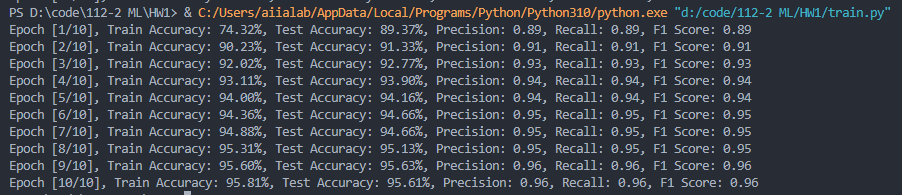 PS D:\code\112-2 ML\HW1> & C:/Users/aiialab/AppData/Local/Programs/Python/Python310/python.exe "d:/code/112-2 ML/HW1/train.py"
Epoch [1/10], Train Accuracy: 74.32%, Test Accuracy: 89.37%, Precision: 0.89, Recall: 0.89, F1 Score: 0.89
Epoch [2/10], Train Accuracy: 90.23%, Test Accuracy: 91.33%, Precision: 0.91, Recall: 0.91, F1 Score: 0.91
Epoch [3/10], Train Accuracy: 92.02%, Test Accuracy: 92.77%, Precision: 0.93, Recall: 0.93, F1 Score: 0.93
Epoch [4/10], Train Accuracy: 93.11%, Test Accuracy: 93.90%, Precision: 0.94, Recall: 0.94, F1 Score: 0.94
Epoch [5/10], Train Accuracy: 94.00%, Test Accuracy: 94.16%, Precision: 0.94, Recall: 0.94, F1 Score: 0.94
Epoch [6/10], Train Accuracy: 94.36%, Test Accuracy: 94.66%, Precision: 0.95, Recall: 0.95, F1 Score: 0.95
Epoch [7/10], Train Accuracy: 94.88%, Test Accuracy: 94.66%, Precision: 0.95, Recall: 0.95, F1 Score: 0.95
Epoch [8/10], Train Accuracy: 95.31%, Test Accuracy: 95.13%, Precision: 0.95, Recall: 0.95, F1 Score: 0.95
Epoch [9/10], Train Accuracy: 95.60%, Test Accuracy: 95.63%, Precision: 0.96, Recall: 0.96, F1 Score: 0.96
Epoch [10/10], Train Accuracy: 95.81%, Test Accuracy: 95.61%, Precision: 0.96, Recall: 0.96, F1 Score: 0.96